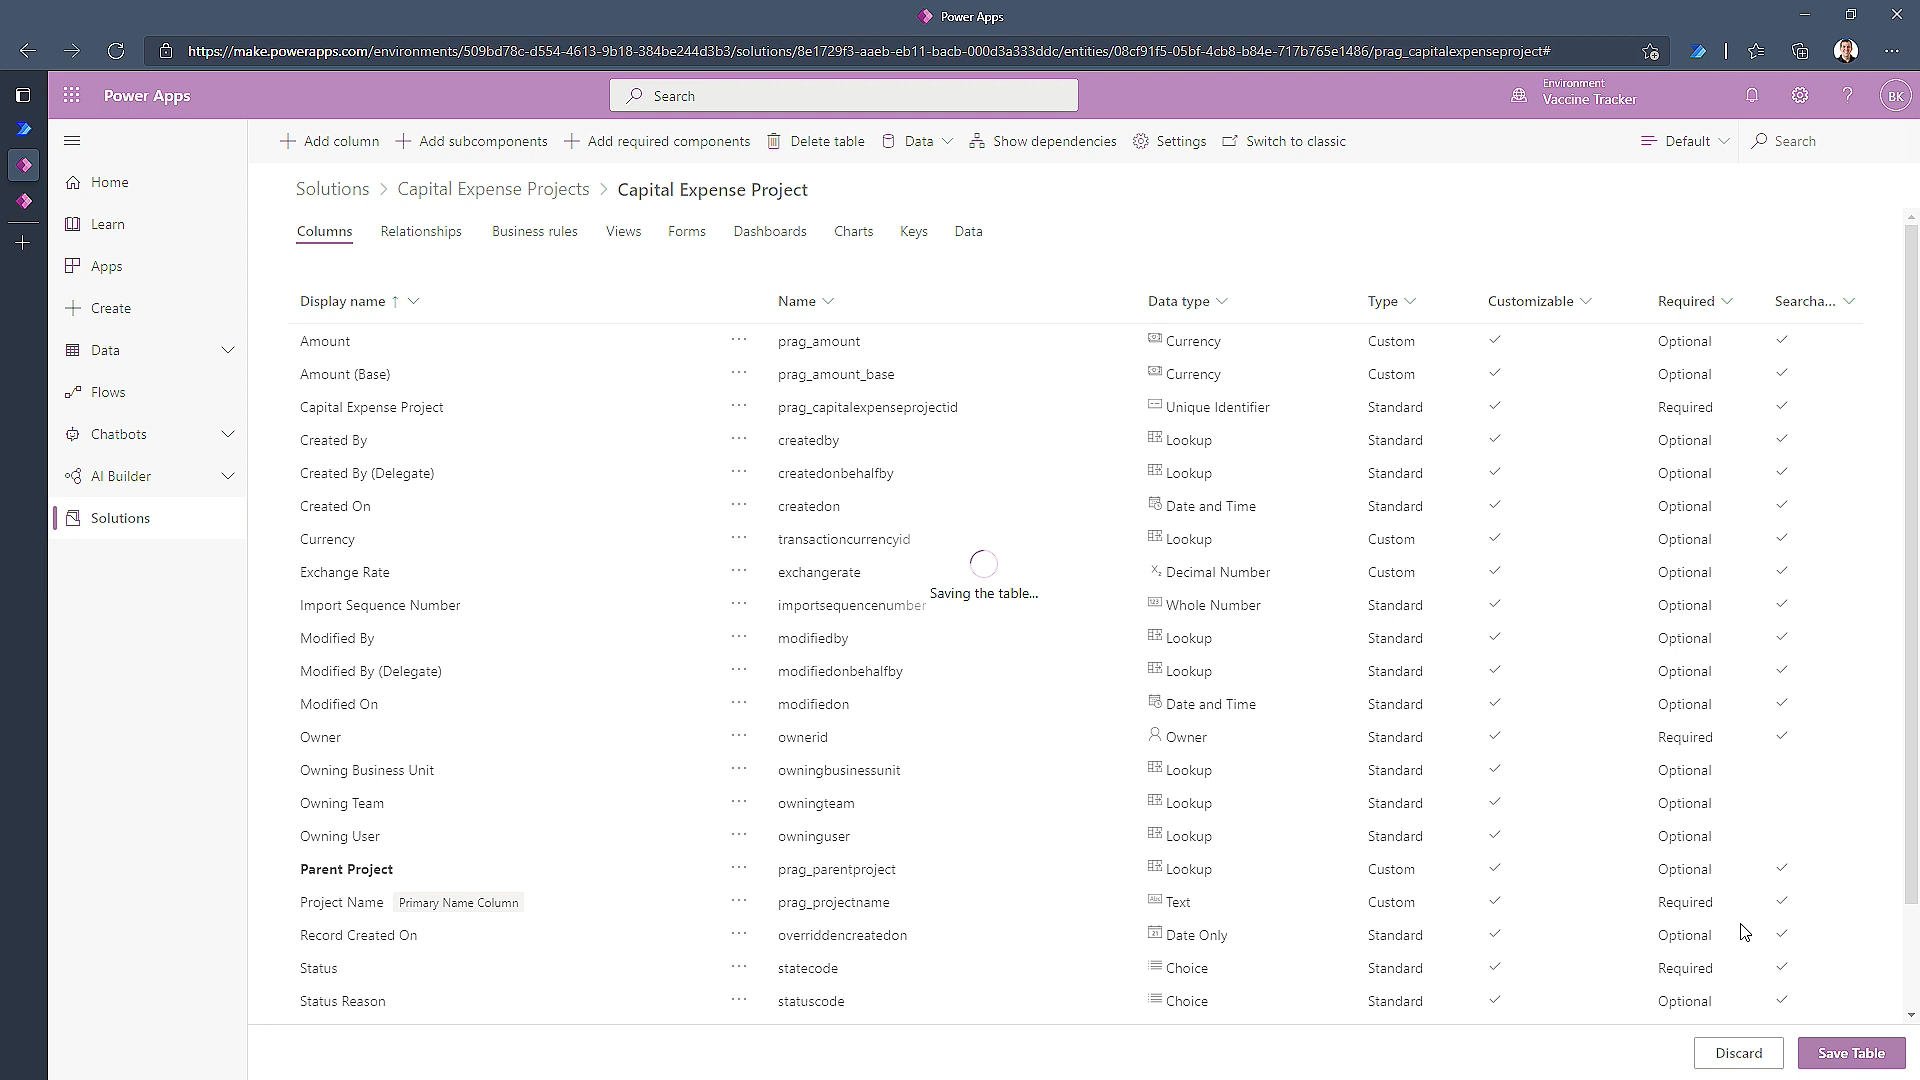 Power Apps
https://make.powerapps.com/environments/509bd78c-d554-4613-9b18-384be244d3b3/solutions/8e1729f3-aaeb-eb11-bacb-000d3a333ddc/entities/08cf91f5-05bf-4cb8-b84e-717b765e1486/prag_capitalexpenseproject#
Power Apps
Search
Environment
Vaccine Tracker
?
BK
Add column
Add subcomponents
Add required components
Delete table
Data
Show dependencies
Settings
Switch to classic
Default
Search
Home
Learn
Apps
Create
Data
Flows
Chatbots
AI Builder
Solutions
Solutions > Capital Expense Projects > Capital Expense Project
Columns Relationships Business rules Views Forms Dashboards Charts Keys Data
Display name ↑ Name Data type Type Customizable Required Searcha...
Amount ··· prag_amount Currency Custom Optional
Amount (Base) ··· prag_amount_base Currency Custom Optional
Capital Expense Project ··· prag_capitalexpenseprojectid Unique Identifier Standard Required
Created By ··· createdby Lookup Standard Optional
Created By (Delegate) ··· createdonbehalfby Lookup Standard Optional
Created On ··· createdon Date and Time Standard Optional
Currency ··· transactioncurrencyid Lookup Custom Optional
Exchange Rate ··· exchangerate Decimal Number Custom Optional
Saving the table...
Import Sequence Number ··· importsequencenumber Whole Number Standard Optional
Modified By ··· modifiedby Lookup Standard Optional
Modified By (Delegate) ··· modifiedonbehalfby Lookup Standard Optional
Modified On ··· modifiedon Date and Time Standard Optional
Owner ··· ownerid Owner Standard Required
Owning Business Unit ··· owningbusinessunit Lookup Standard Optional
Owning Team ··· owningteam Lookup Standard Optional
Owning User ··· owninguser Lookup Standard Optional
Parent Project ··· prag_parentproject Lookup Custom Optional
Project Name Primary Name Column ··· prag_projectname Text Custom Required
Record Created On ··· overriddencreatedon Date Only Standard Optional
Status ··· statecode Choice Standard Required
Status Reason ··· statuscode Choice Standard Optional
Discard
Save Table